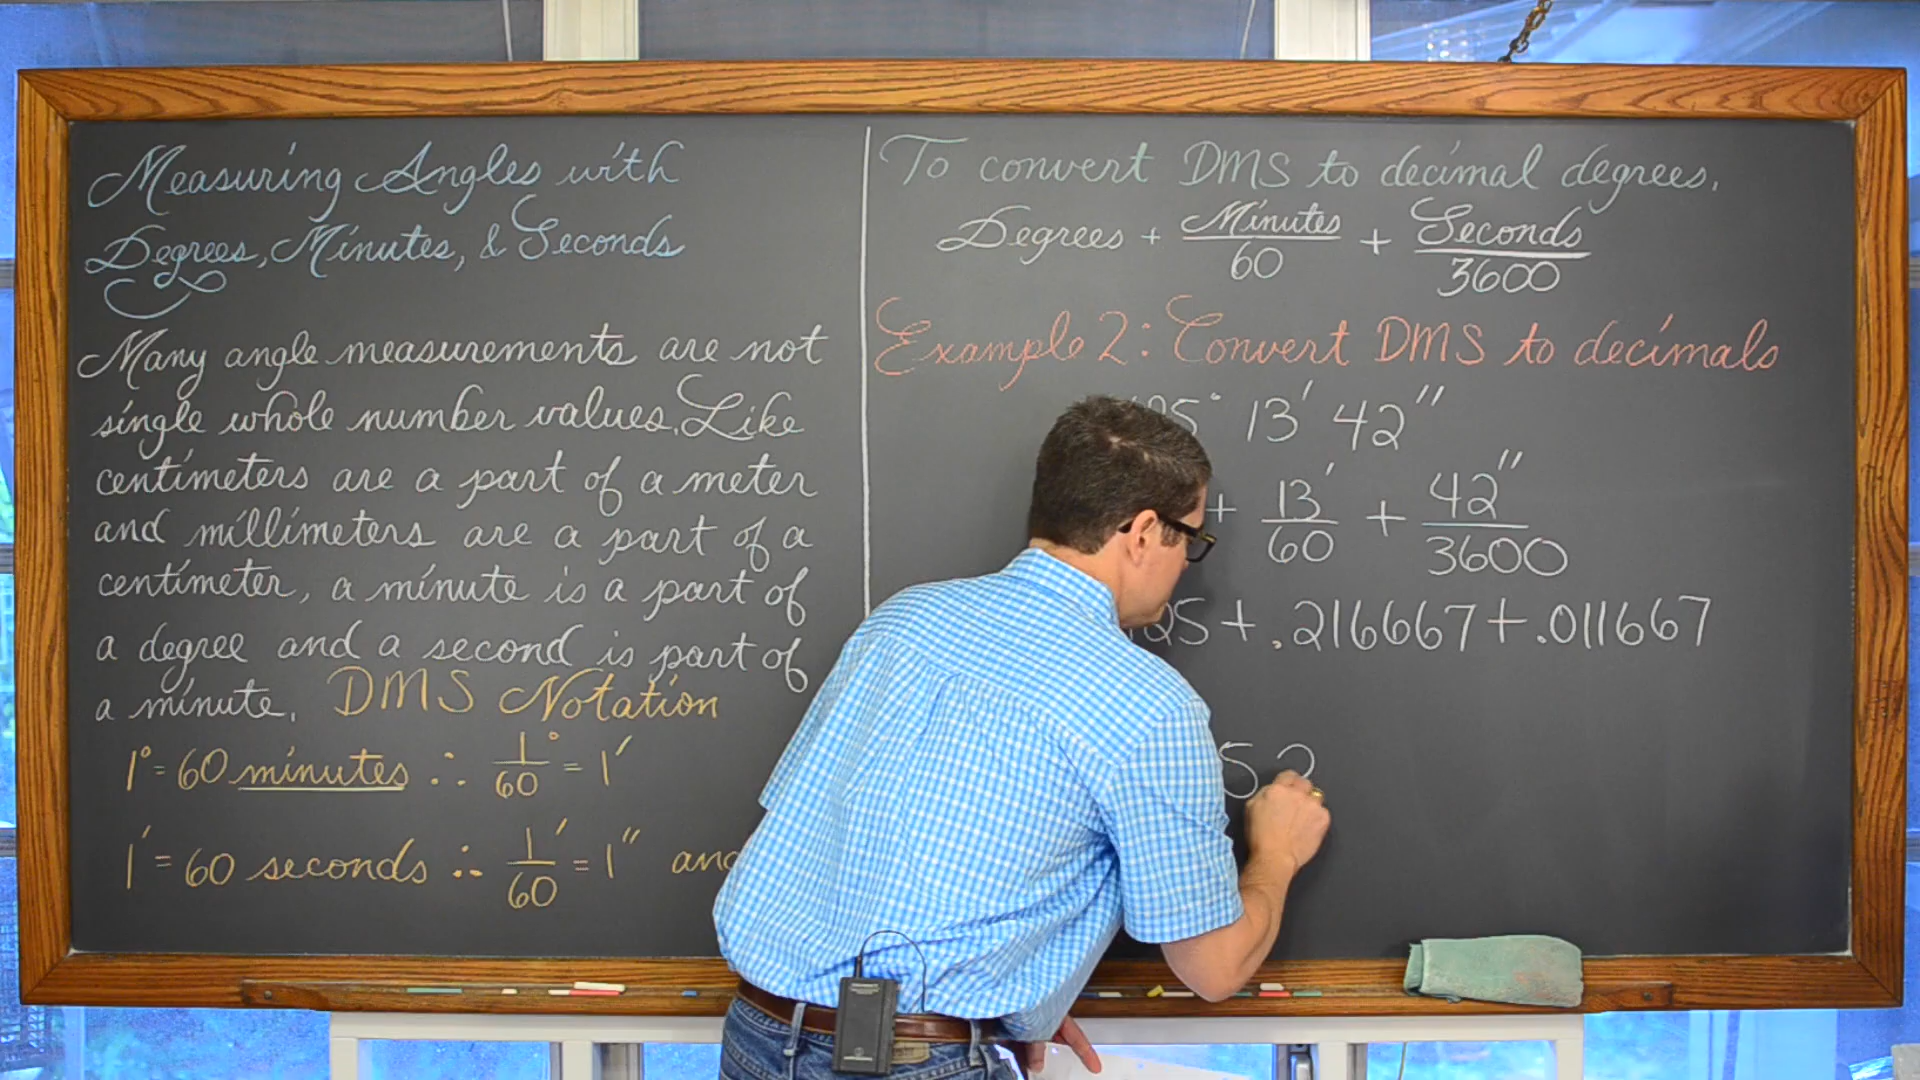 Measuring Angles with
Degrees, Minutes, & Seconds
Many angle measurements are not
single whole number values. Like
centimeters are a part of a meter
and millimeters are a part of a
centimeter, a minute is a part of
a degree and a second is part of
a minute. DMS Notation
1° = 60 minutes ∴ 1/60° = 1′
1′ = 60 seconds ∴ 1/60′ = 1″ and
To convert DMS to decimal degrees.
Degrees + Minutes/60 + Seconds/3600
Example 2: Convert DMS to decimals
125° 13′ 42″
+ 13′/60 + 42″/3600
125 + .216667 + .011667
5.2